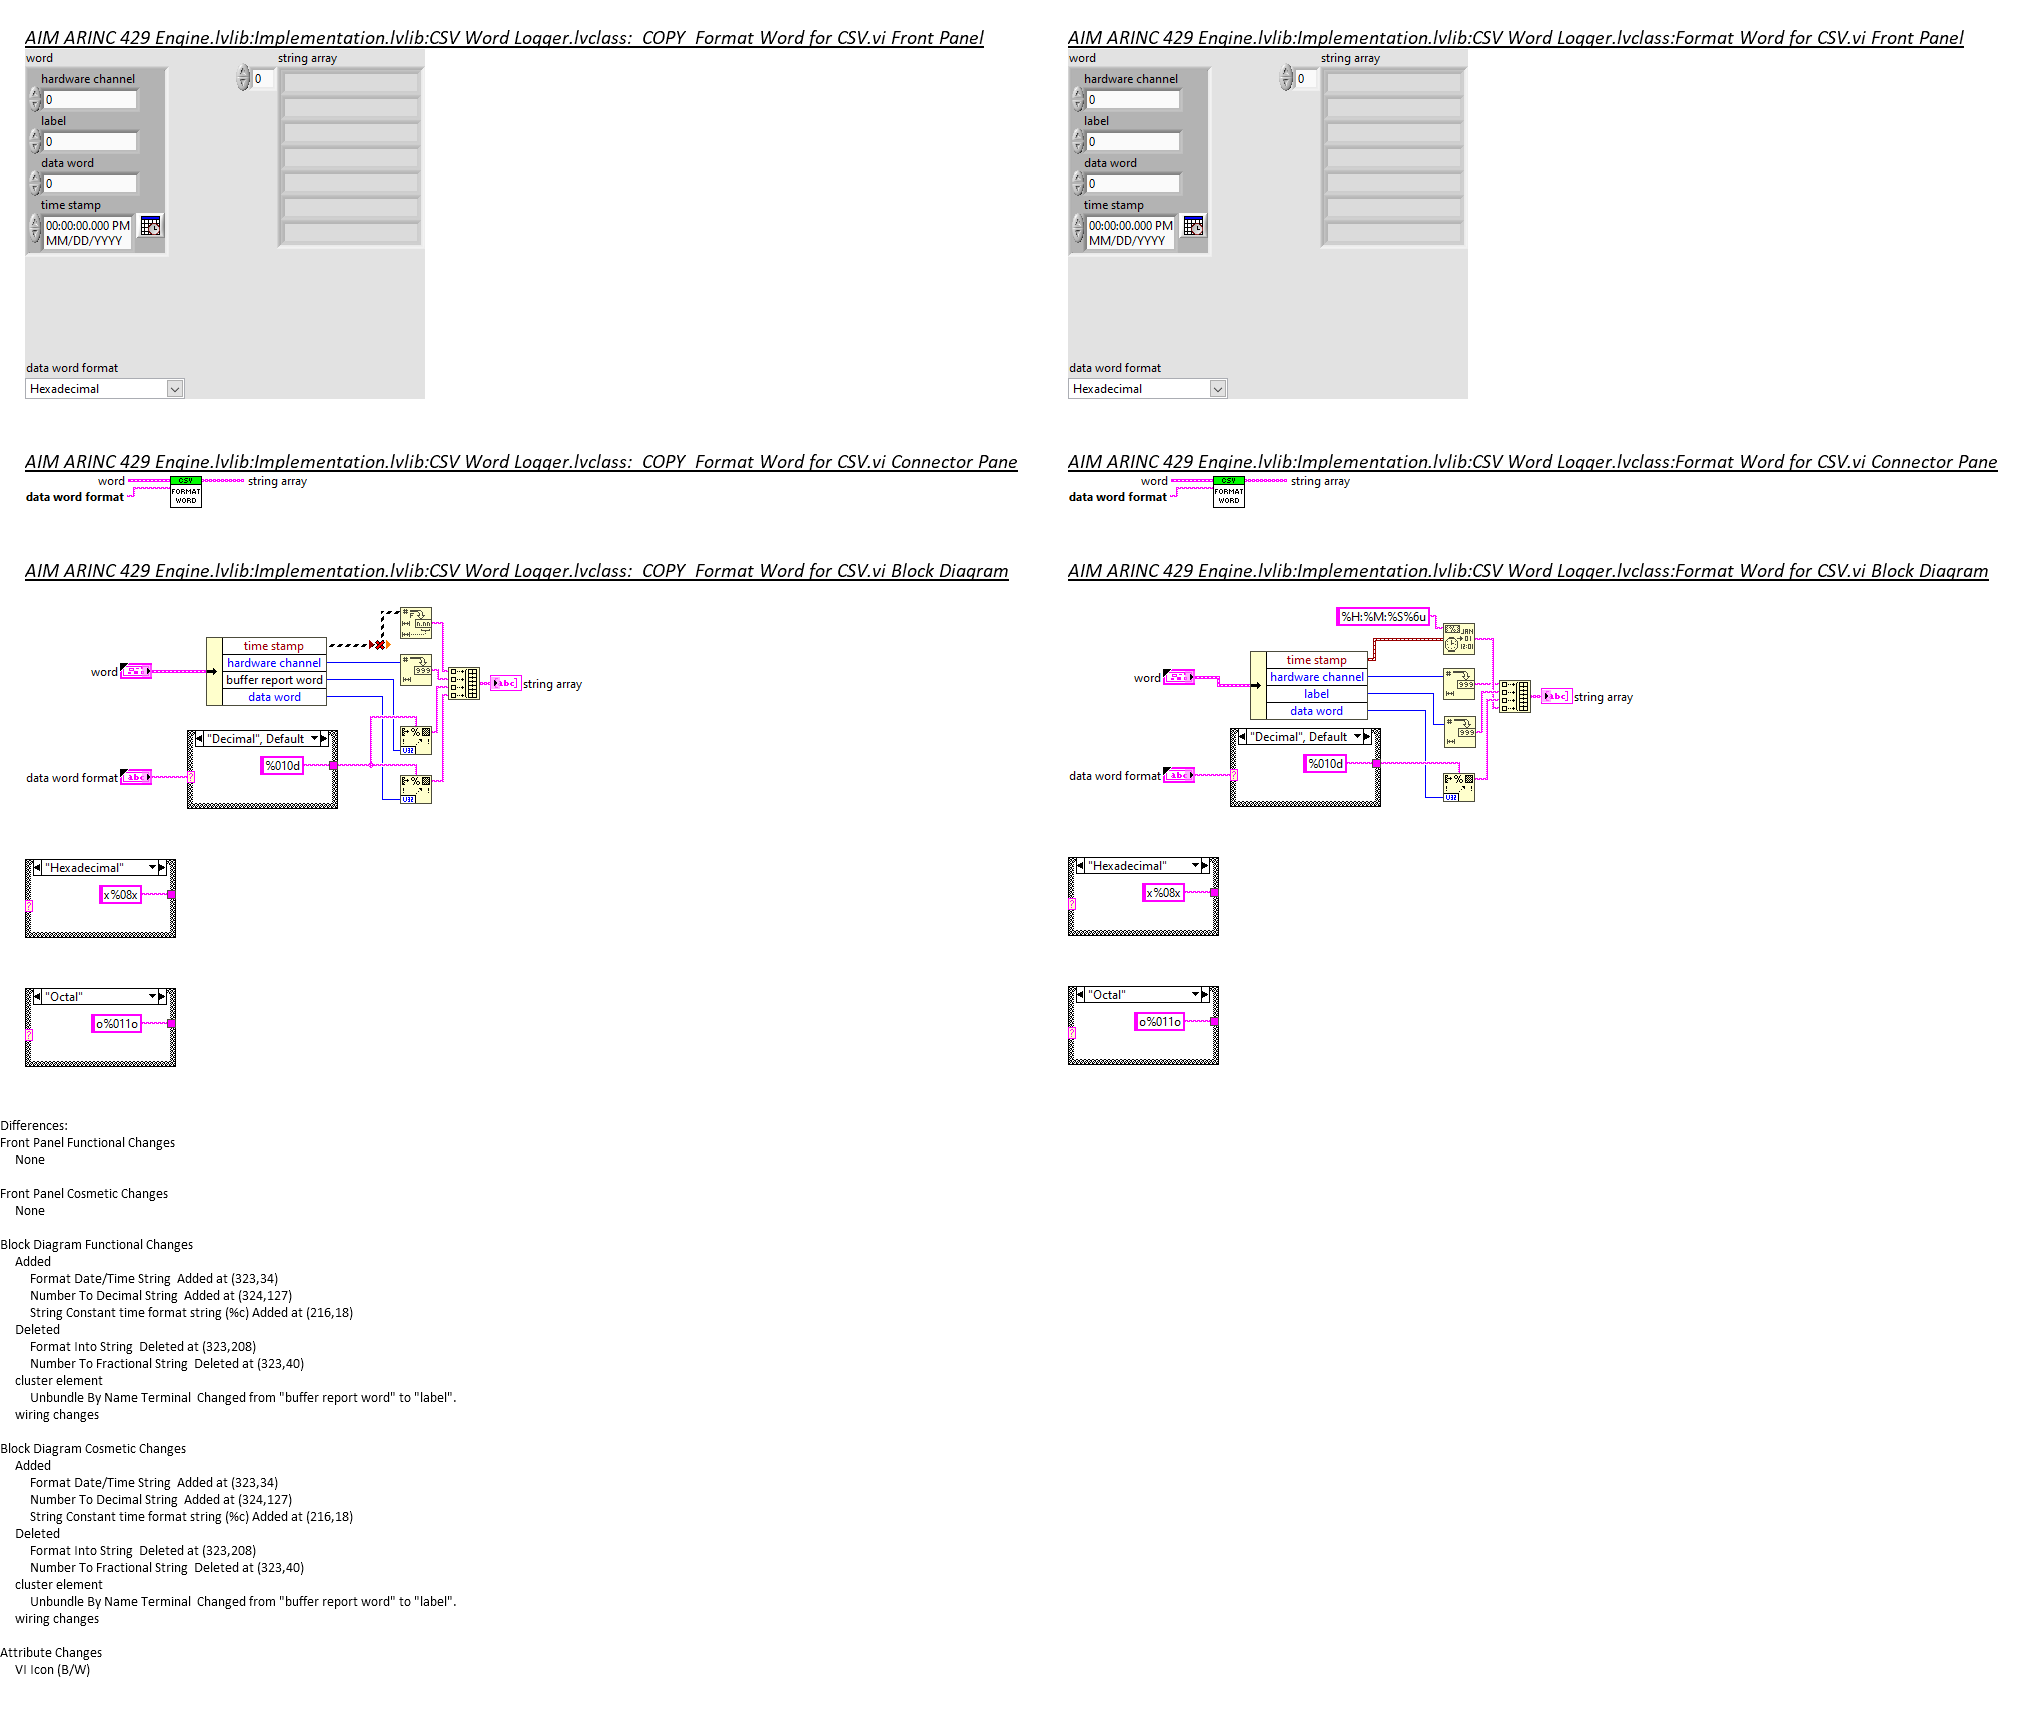 AIM ARINC 429 Engine.lvlib:Implementation.lvlib:CSV Word Logger.lvclass:_COPY_Format Word for CSV.vi Front Panel
word
string array
hardware channel
0
0
label
0
data word
0
time stamp
00:00:00.000 PM
MM/DD/YYYY
data word format
Hexadecimal
AIM ARINC 429 Engine.lvlib:Implementation.lvlib:CSV Word Logger.lvclass:_COPY_Format Word for CSV.vi Connector Pane
word
CSV
string array
data word format
FORMAT
WORD
AIM ARINC 429 Engine.lvlib:Implementation.lvlib:CSV Word Logger.lvclass:_COPY_Format Word for CSV.vi Block Diagram
time stamp
hardware channel
buffer report word
data word
word
abc
string array
"Decimal", Default
%010d
data word format
abc
U32
U32
"Hexadecimal"
x%08x
"Octal"
o%011o
AIM ARINC 429 Engine.lvlib:Implementation.lvlib:CSV Word Logger.lvclass:Format Word for CSV.vi Front Panel
word
string array
hardware channel
0
0
label
0
data word
0
time stamp
00:00:00.000 PM
MM/DD/YYYY
data word format
Hexadecimal
AIM ARINC 429 Engine.lvlib:Implementation.lvlib:CSV Word Logger.lvclass:Format Word for CSV.vi Connector Pane
word
CSV
string array
data word format
FORMAT
WORD
AIM ARINC 429 Engine.lvlib:Implementation.lvlib:CSV Word Logger.lvclass:Format Word for CSV.vi Block Diagram
%H:%M:%S%6u
time stamp
hardware channel
label
data word
word
abc
string array
"Decimal", Default
%010d
data word format
abc
U32
"Hexadecimal"
x%08x
"Octal"
o%011o
Differences:
Front Panel Functional Changes
None
Front Panel Cosmetic Changes
None
Block Diagram Functional Changes
Added
Format Date/Time String  Added at (323,34)
Number To Decimal String  Added at (324,127)
String Constant time format string (%c) Added at (216,18)
Deleted
Format Into String  Deleted at (323,208)
Number To Fractional String  Deleted at (323,40)
cluster element
Unbundle By Name Terminal  Changed from "buffer report word" to "label".
wiring changes
Block Diagram Cosmetic Changes
Added
Format Date/Time String  Added at (323,34)
Number To Decimal String  Added at (324,127)
String Constant time format string (%c) Added at (216,18)
Deleted
Format Into String  Deleted at (323,208)
Number To Fractional String  Deleted at (323,40)
cluster element
Unbundle By Name Terminal  Changed from "buffer report word" to "label".
wiring changes
Attribute Changes
VI Icon (B/W)